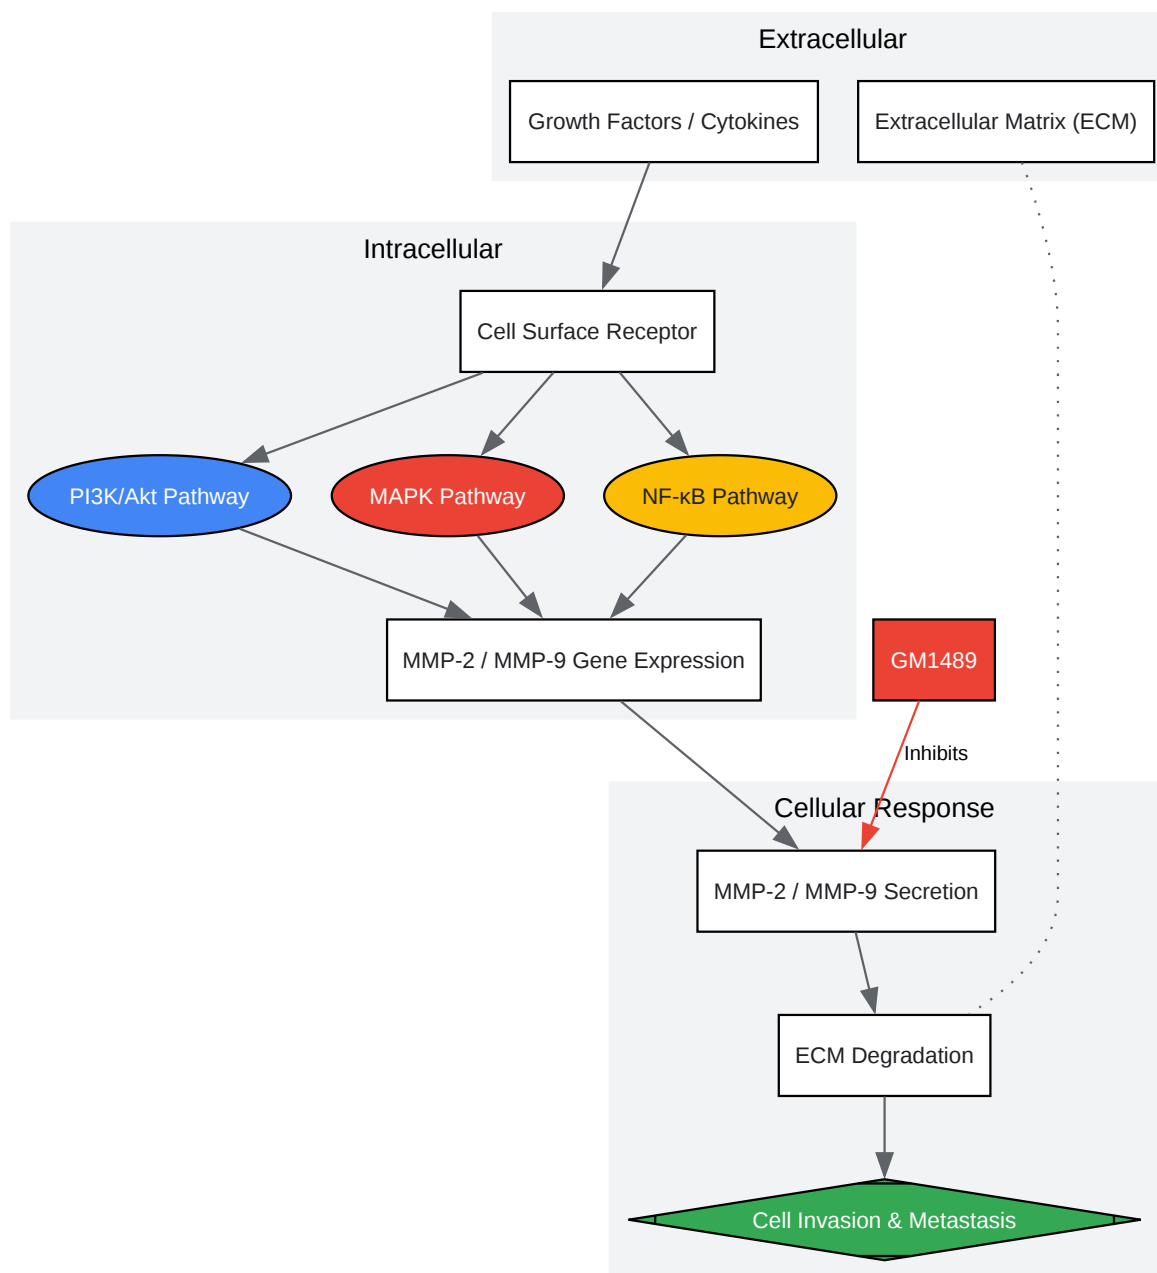 Extracellular
Growth Factors / Cytokines
Extracellular Matrix (ECM)
Intracellular
Cell Surface Receptor
PI3K/Akt Pathway
MAPK Pathway
NF-κB Pathway
MMP-2 / MMP-9 Gene Expression
GM1489
Inhibits
Cellular Response
MMP-2 / MMP-9 Secretion
ECM Degradation
Cell Invasion & Metastasis